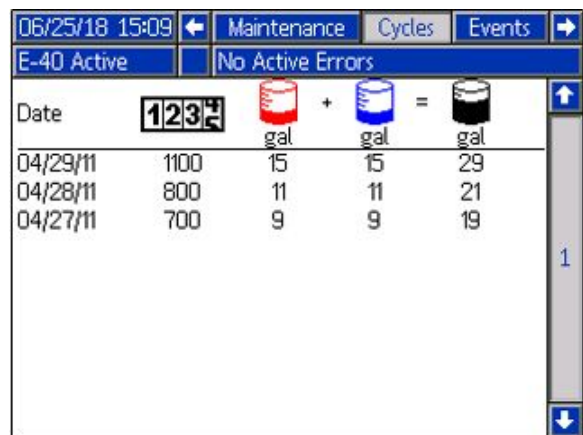 06/25/18 15:09 Maintenance Cycles Events
E-40 Active No Active Errors
Date 123 + =
gal gal gal
04/29/11 1100 15 15 29
04/28/11 800 11 11 21
04/27/11 700 9 9 19
1